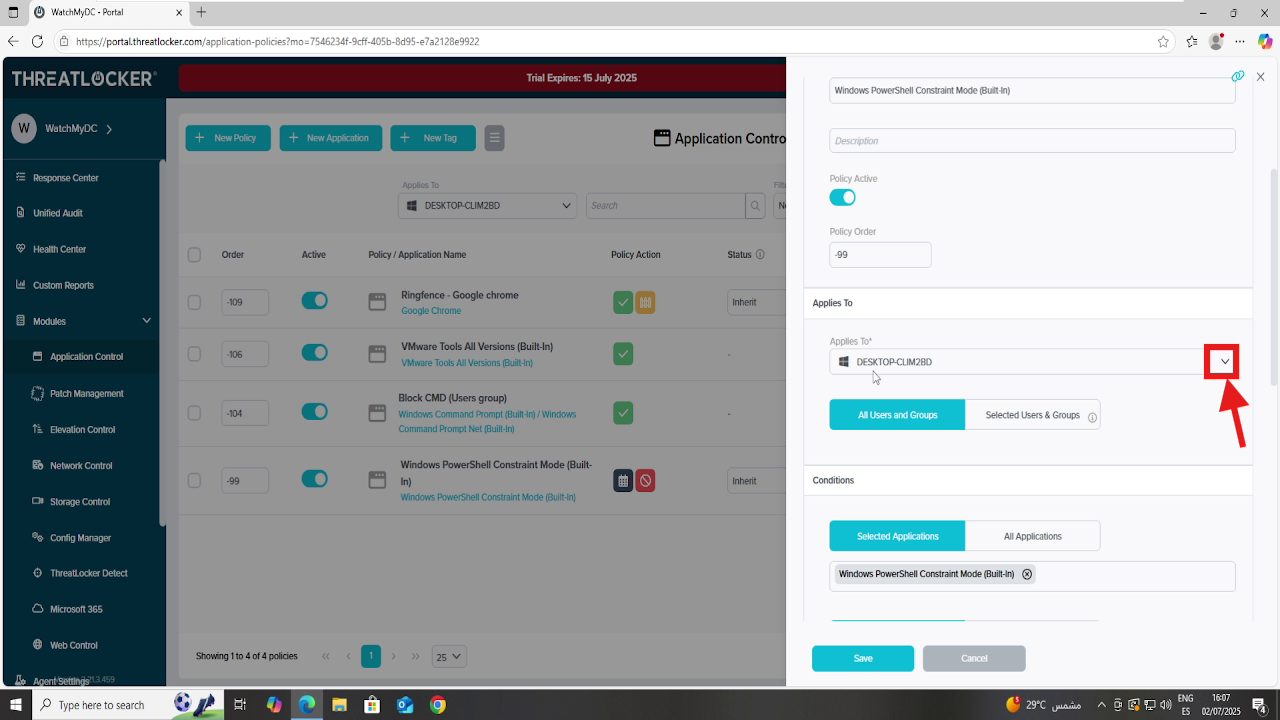 ThreatLocker Portal
https://portal.threatlocker.com/application-policies?mo=7546234f-9cff-405b-8d95-e7a2128e9922
THREATLOCKER
Trial Expires: 15 July 2025
W
WatchMyDC
Response Center
Unified Audit
Health Center
Custom Reports
Modules
Application Control
Patch Management
Elevation Control
Network Control
Storage Control
Config Manager
ThreatLocker Detect
Microsoft 365
Web Control
Agent Settings
New Policy
New Application
New Tag
Application Contro
Applies To
DESKTOP-CLIM2BD
Search
Filte
N
Order Active Policy / Application Name Policy Action Status
-109
Ringfence - Google chrome
Google Chrome
Inherit
-106
VMware Tools All Versions (Built-In)
VMware Tools All Versions (Built-In)
-
-104
Block CMD (Users group)
Windows Command Prompt (Built-In) / Windows
Command Prompt Net (Built-In)
-
-99
Windows PowerShell Constraint Mode (Built-
In)
Windows PowerShell Constraint Mode (Built-In)
Inherit
Showing 1 to 4 of 4 policies
1
25
Windows PowerShell Constraint Mode (Built-In)
Description
Policy Active
Policy Order
-99
Applies To
Applies To*
DESKTOP-CLIM2BD
All Users and Groups
Selected Users & Groups
Conditions
Selected Applications
All Applications
Windows PowerShell Constraint Mode (Built-In)
Save
Cancel
Type here to search
27°C
ENG
10:57
US
15/07/2025